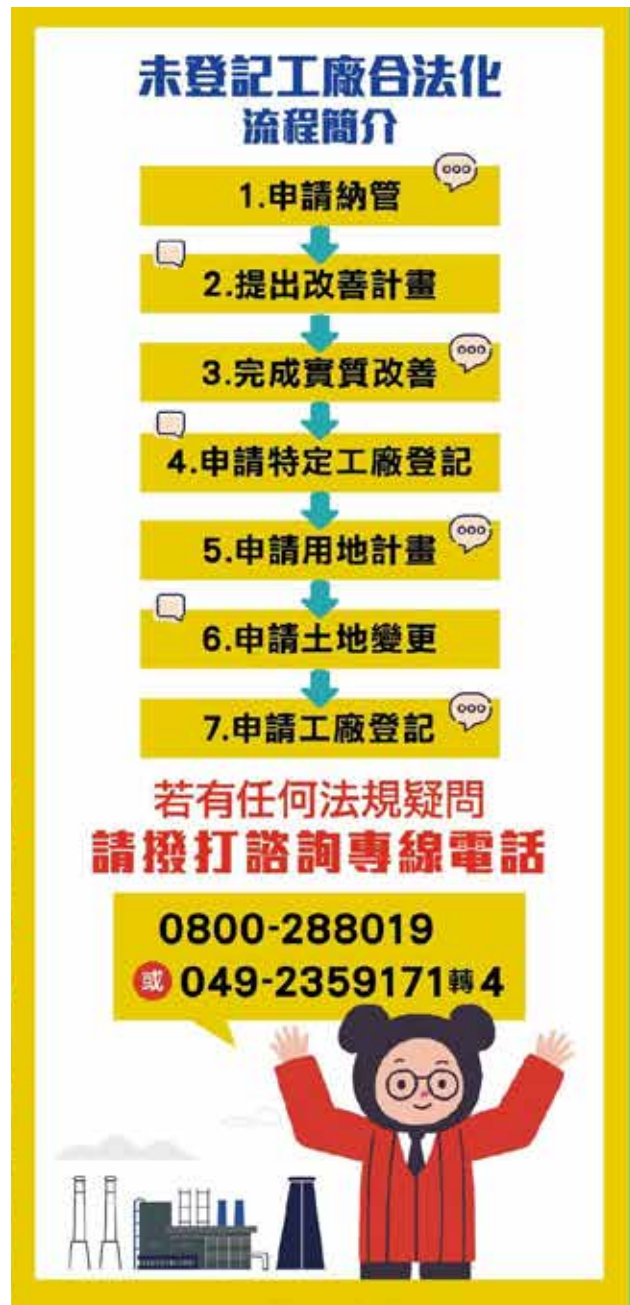 未登記工廠合法化
流程簡介
1.申請納管
2.提出改善計畫
3.完成實質改善
4.申請特定工廠登記
5.申請用地計畫
6.申請土地變更
7.申請工廠登記
若有任何法規疑問
請撥打諮詢專線電話
0800-288019
或049-2359171轉4